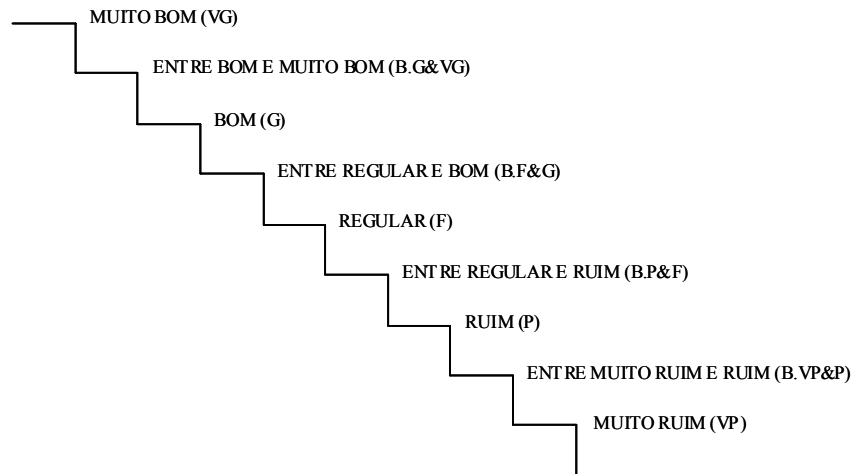 MUITO BOM (VG)
ENTRE BOM E MUITO BOM (B.G&VG)
BOM (G)
ENTRE REGULAR E BOM (B.F&G)
REGULAR (F)
ENTRE REGULAR E RUIM (B.P&F)
RUIM (P)
ENTRE MUITO RUIM E RUIM (B.VP&P)
MUITO RUIM (VP)